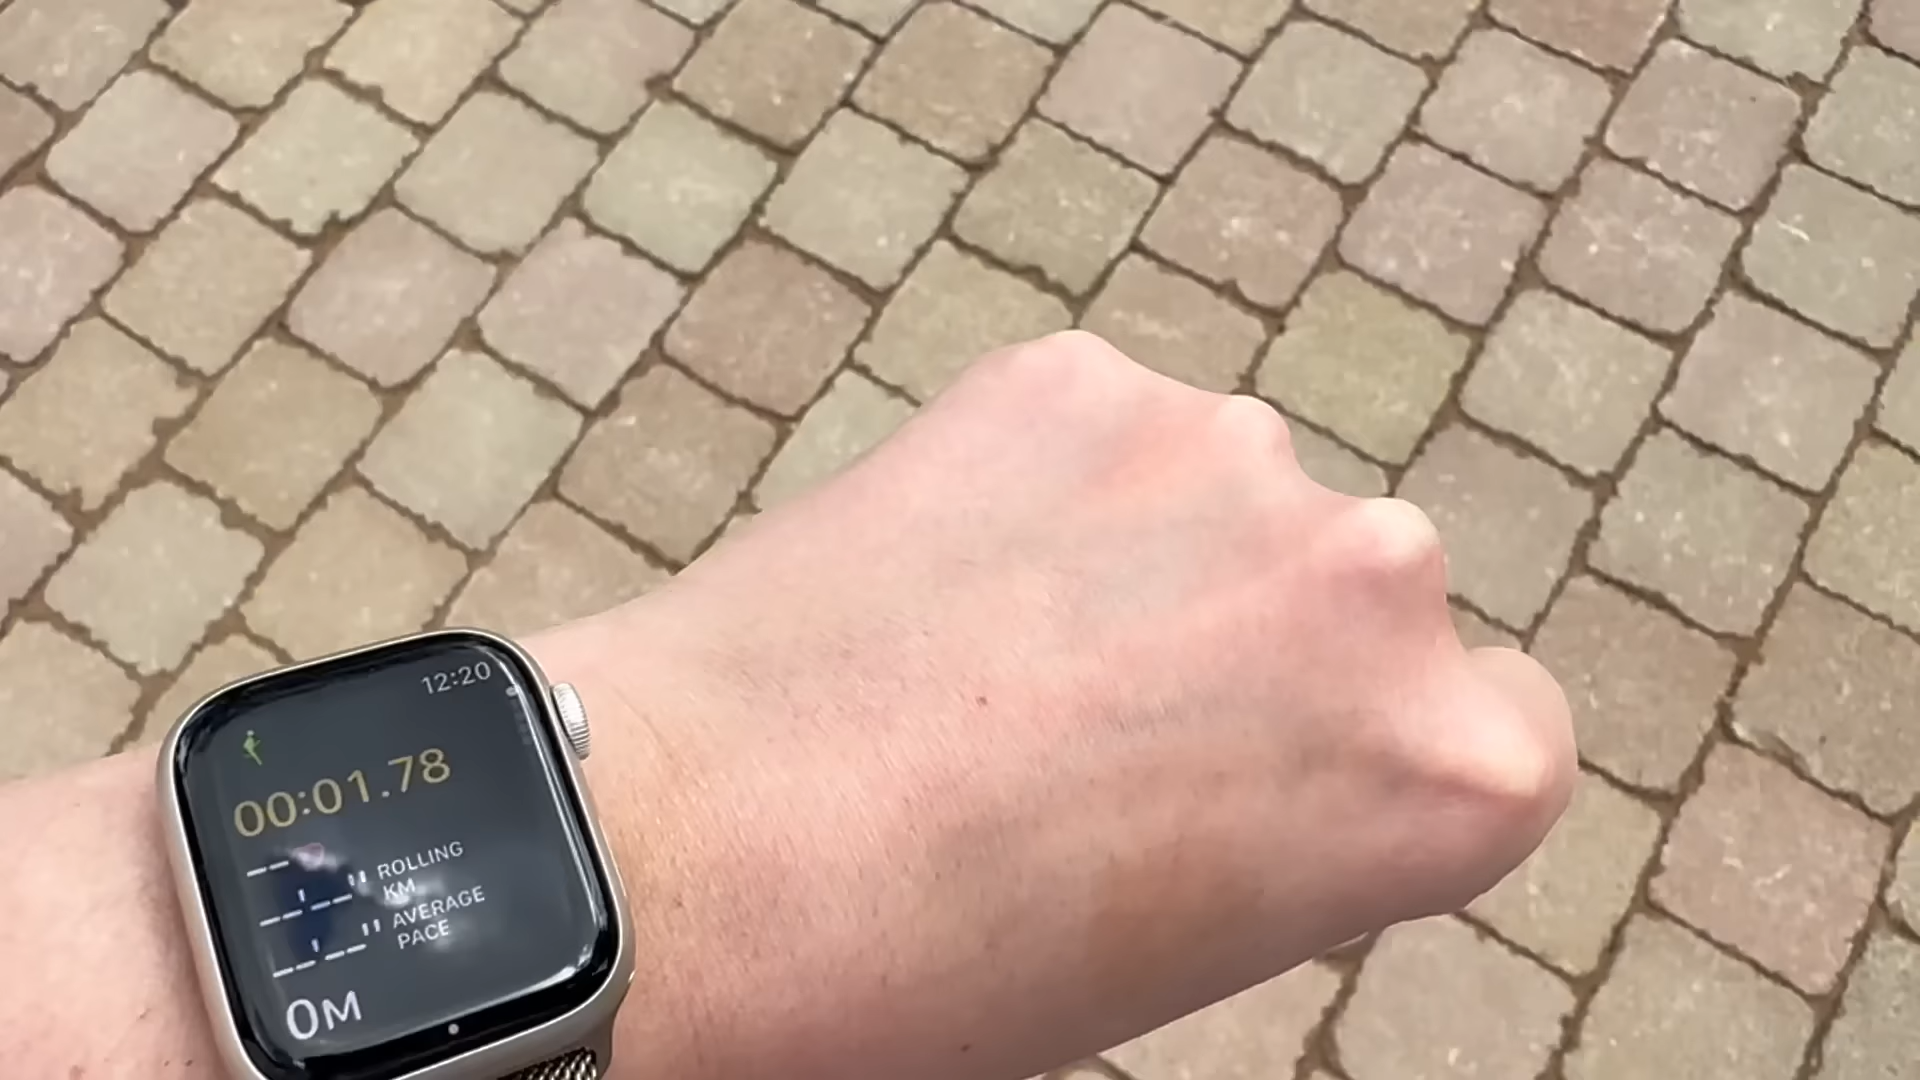 12:20
00:01.78
--
--'--" ROLLING
KM
--'--" AVERAGE
PACE
0M